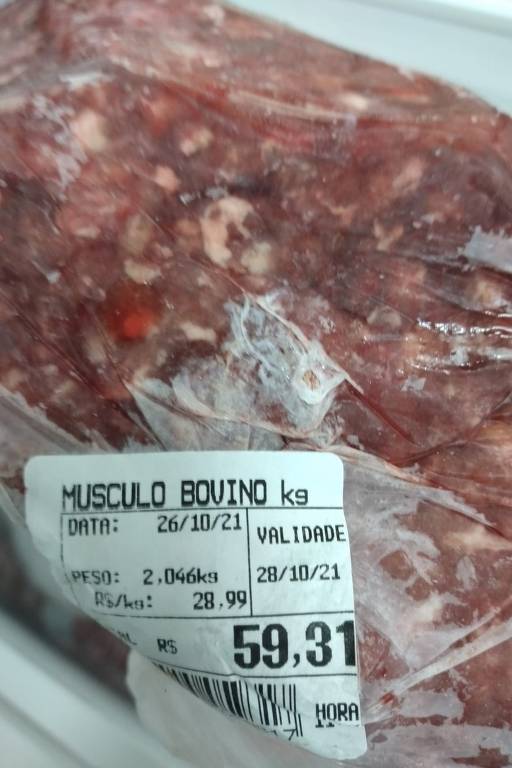 MUSCULO BOVINO kg
DATA: 26/10/21
VALIDADE
28/10/21
PESO: 2,046kg
R$/kg: 28,99
R$ 59,31
HORA